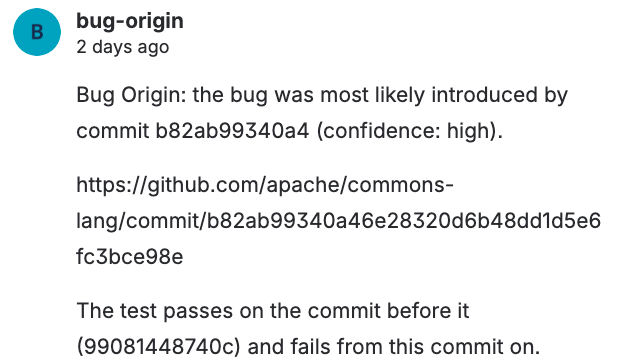 B
bug-origin
2 days ago
Bug Origin: the bug was most likely introduced by
commit b82ab99340a4 (confidence: high).
https://github.com/apache/commons-
lang/commit/b82ab99340a46e28320d6b48dd1d5e6
fc3bce98e
The test passes on the commit before it
(99081448740c) and fails from this commit on.